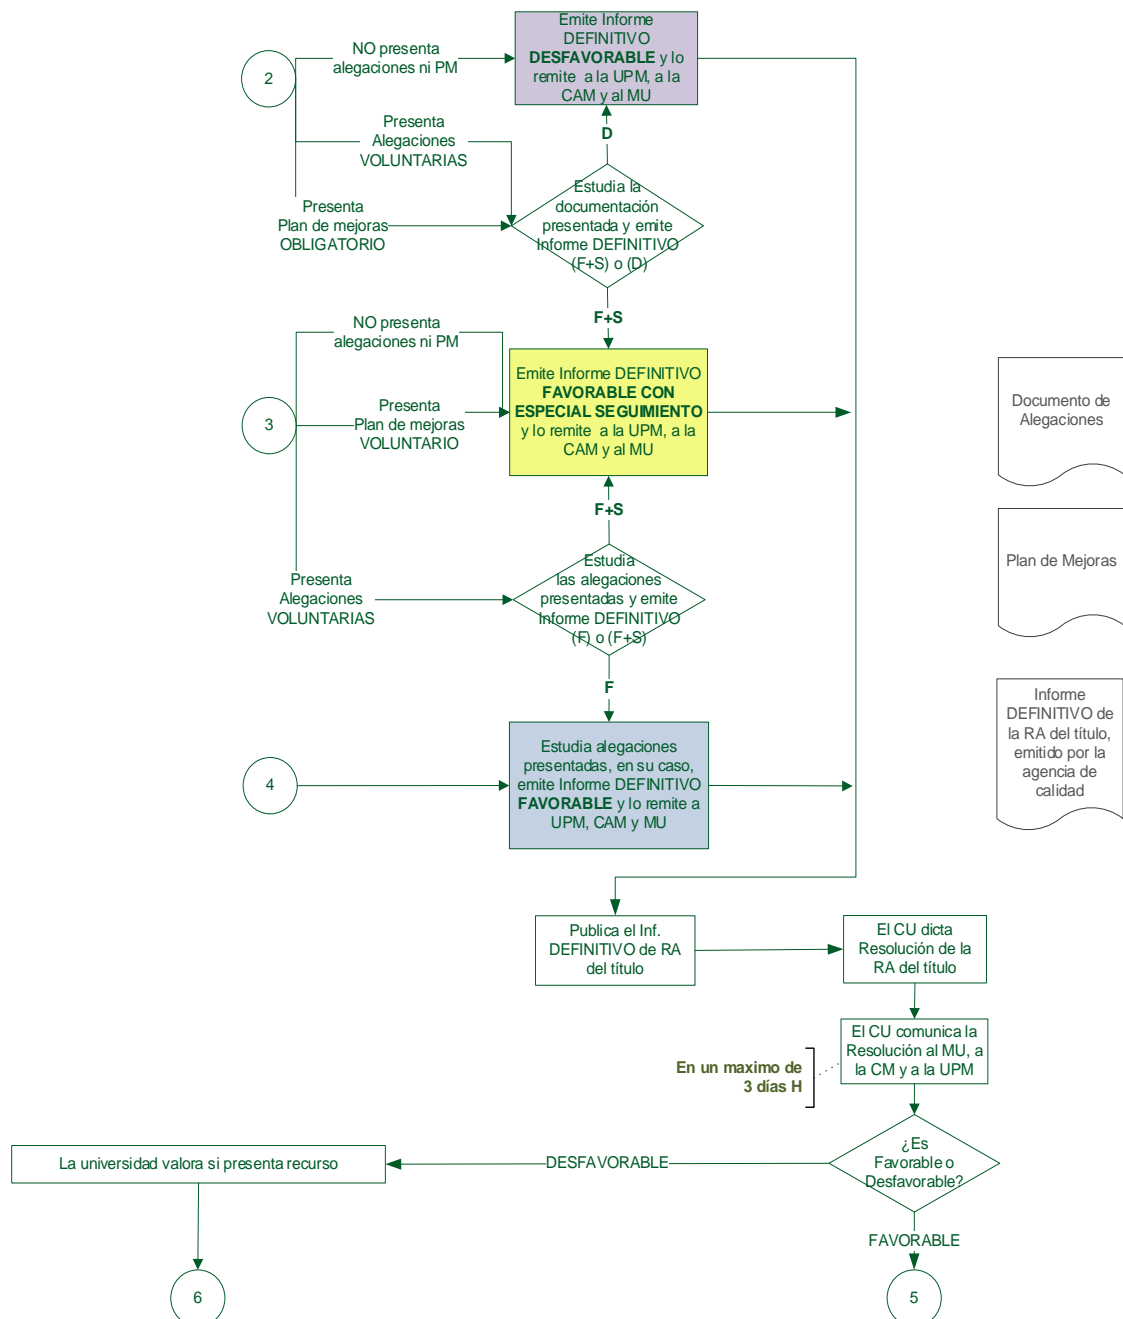 Emite Informe
DEFINITIVO
DESFAVORABLE y lo
remite a la UPM, a la
CAM y al MU
NO presenta
alegaciones ni PM
2
Presenta
Alegaciones
VOLUNTARIAS
D
Presenta
Plan de mejoras
OBLIGATORIO
Estudia la
documentación
presentada y emite
Informe DEFINITIVO
(F+S) o (D)
F+S
NO presenta
alegaciones ni PM
3
Presenta
Plan de mejoras
VOLUNTARIO
Emite Informe DEFINITIVO
FAVORABLE CON
ESPECIAL SEGUIMIENTO
y lo remite a la UPM, a la
CAM y al MU
Documento de
Alegaciones
F+S
Presenta
Alegaciones
VOLUNTARIAS
Estudia
las alegaciones
presentadas y emite
Informe DEFINITIVO
(F) o (F+S)
Plan de Mejoras
F
4
Estudia alegaciones
presentadas, en su caso,
emite Informe DEFINITIVO
FAVORABLE y lo remite a
UPM, CAM y MU
Informe
DEFINITIVO de
la RA del título,
emitido por la
agencia de
calidad
Publica el Inf.
DEFINITIVO de RA
del título
El CU dicta
Resolución de la
RA del título
El CU comunica la
Resolución al MU, a
la CM y a la UPM
En un maximo de
3 días H
¿Es
Favorable o
Desfavorable?
DESFAVORABLE
La universidad valora si presenta recurso
FAVORABLE
6
5